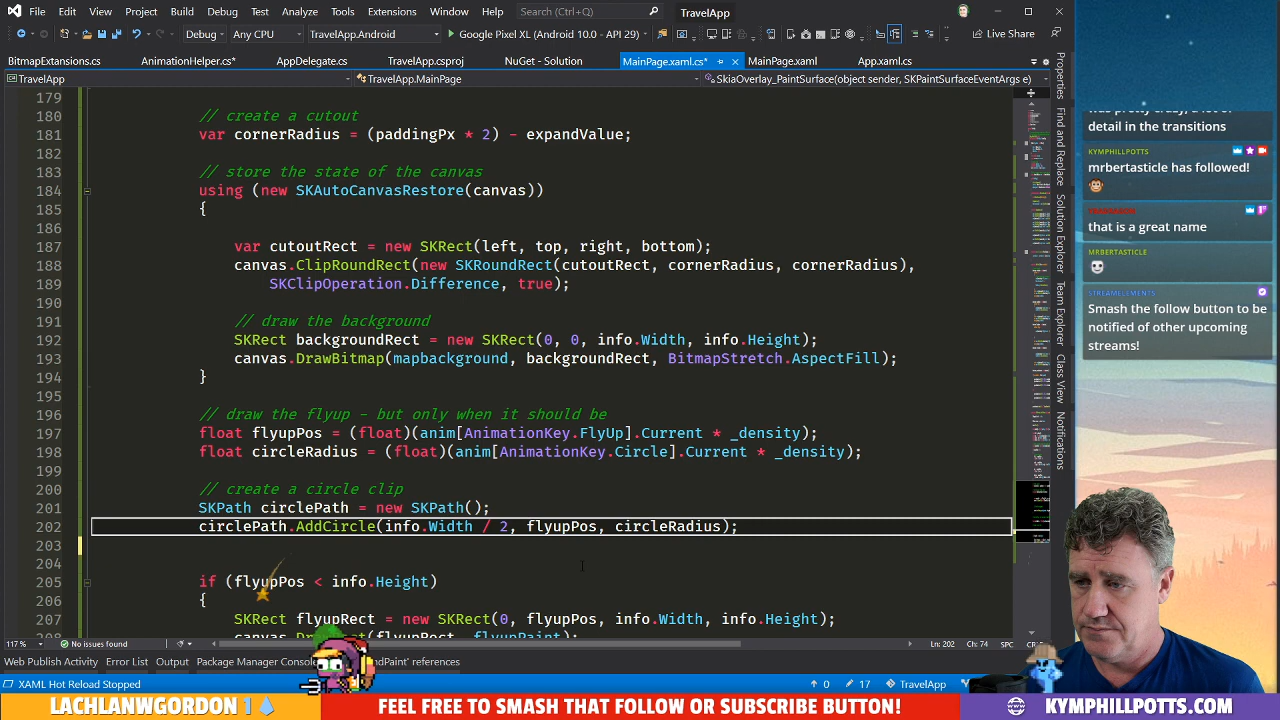 File Edit View Project Build Debug Test Analyze Tools Extensions Window Help Search (Ctrl+Q) TravelApp
Debug Any CPU TravelApp.Android Google Pixel XL (Android 10.0 - API 29) Live Share
BitmapExtensions.cs AnimationHelper.cs* AppDelegate.cs TravelApp.csproj NuGet - Solution MainPage.xaml.cs* MainPage.xaml App.xaml.cs
TravelApp TravelApp.MainPage SkiaOverlay_PaintSurface(object sender, SKPaintSurfaceEventArgs e)
179
180 // create a cutout
181 var cornerRadius = (paddingPx * 2) - expandValue;
182
183 // store the state of the canvas
184 using (new SKAutoCanvasRestore(canvas))
185 {
186
187 var cutoutRect = new SKRect(left, top, right, bottom);
188 canvas.ClipRoundRect(new SKRoundRect(cutoutRect, cornerRadius, cornerRadius),
189 SKClipOperation.Difference, true);
190
191 // draw the background
192 SKRect backgroundRect = new SKRect(0, 0, info.Width, info.Height);
193 canvas.DrawBitmap(mapbackground, backgroundRect, BitmapStretch.AspectFill);
194 }
195
196 // draw the flyup - but only when it should be
197 float flyupPos = (float)(anim[AnimationKey.FlyUp].Current * _density);
198 float circleRadius = (float)(anim[AnimationKey.Circle].Current * _density);
199
200 // create a circle clip
201 SKPath circlePath = new SKPath();
202 circlePath.AddCircle(info.Width / 2, flyupPos, circleRadius);
203
204
205 if (flyupPos < info.Height)
206 {
207 SKRect flyupRect = new SKRect(0, flyupPos, info.Width, info.Height);
208
117 % No issues found Ln: 202 Ch: 74 SPC
Web Publish Activity Error List Output Package Manager Console 'ndPaint' references
XAML Hot Reload Stopped 0 17 TravelApp
Properties
Find and Replace
Solution Explorer
Team Explorer
Class View
Notifications
detail in the transitions
KYMPHILLPOTTS
mrbertasticle has followed!
that is a great name
MRBERTASTICLE
STREAMELEMENTS
Smash the follow button to be
notified of other upcoming
streams!
LACHLANWGORDON 1 FEEL FREE TO SMASH THAT FOLLOW OR SUBSCRIBE BUTTON! KYMPHILLPOTTS.COM